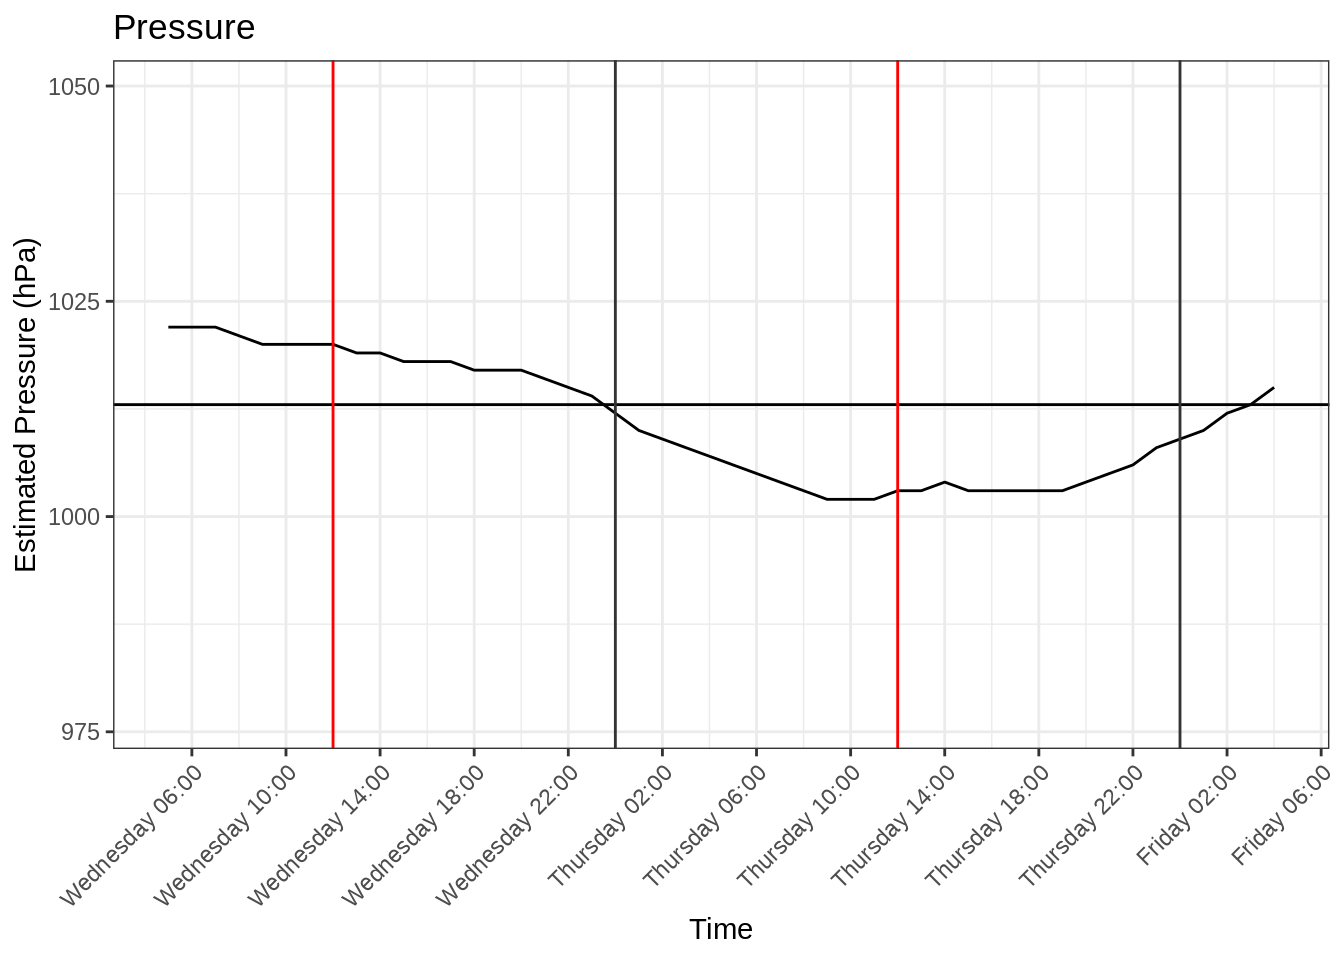 Pressure
Estimated Pressure (hPa)
1050
1025
1000
975
Wednesday 06:00
Wednesday 10:00
Wednesday 14:00
Wednesday 18:00
Wednesday 22:00
Thursday 02:00
Thursday 06:00
Thursday 10:00
Thursday 14:00
Thursday 18:00
Thursday 22:00
Friday 02:00
Friday 06:00
Time